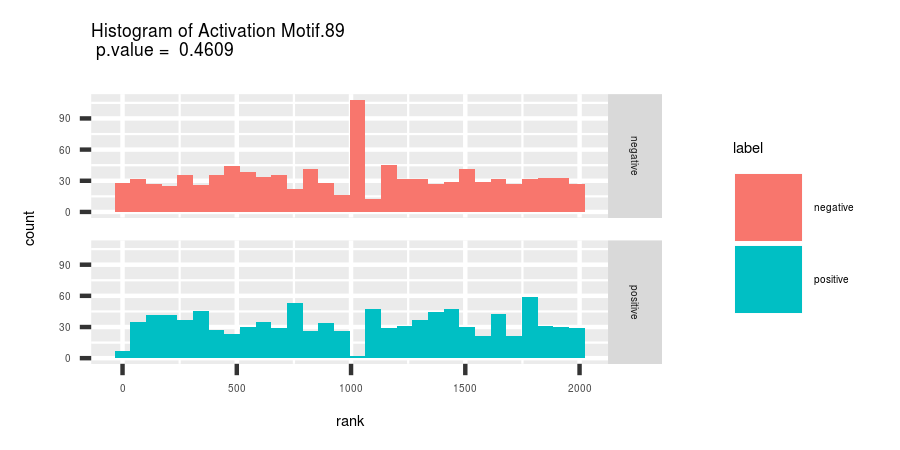 Histogram of Activation Motif.89
p.value = 0.4609
count
90
60
30
0
negative
90
60
30
0
positive
0 500 1000 1500 2000
rank
label
negative
positive